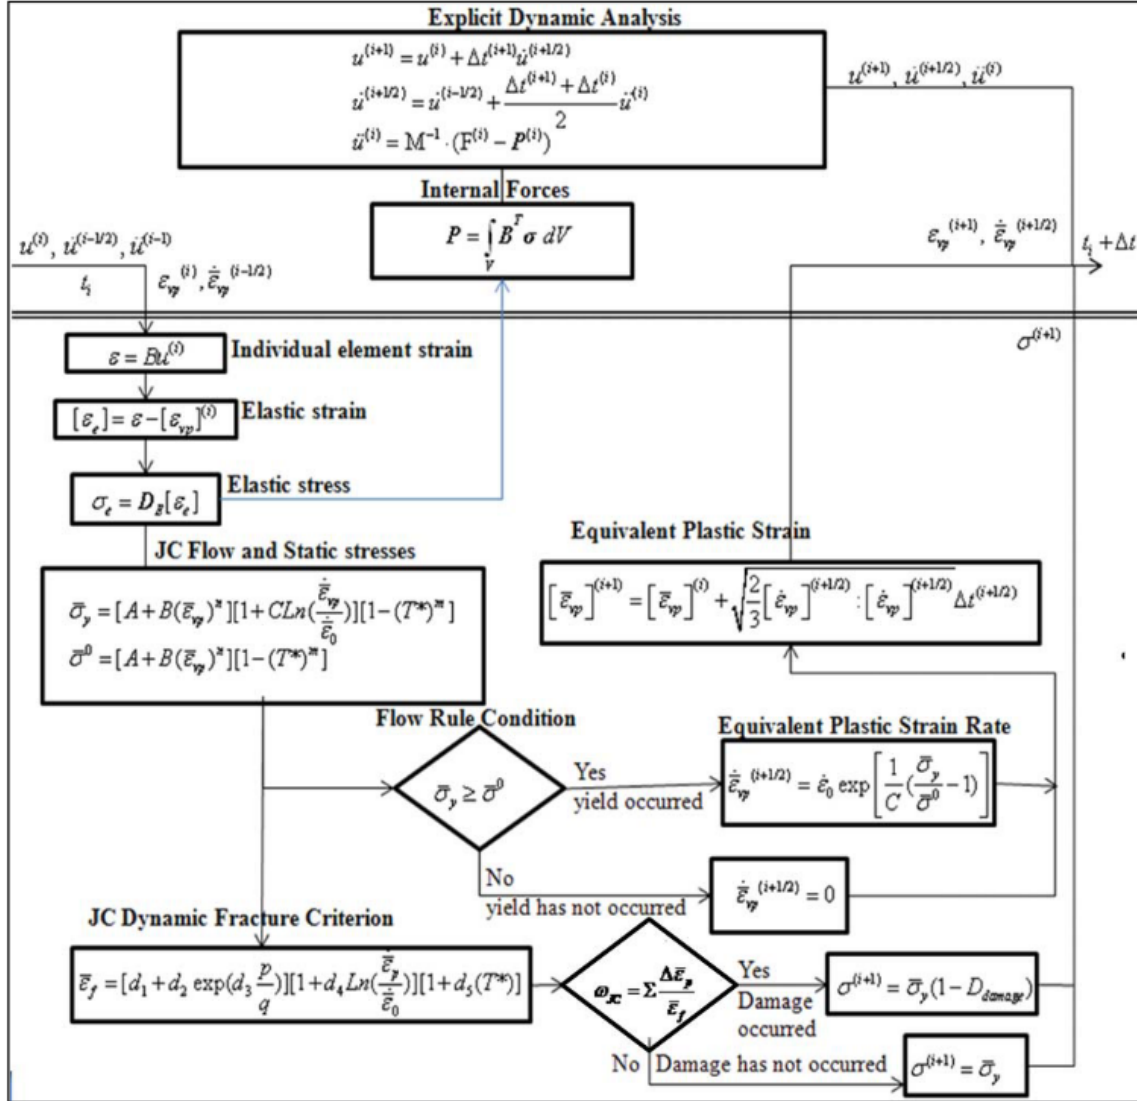 Explicit Dynamic Analysis
u^(i+1) = u^(i) + Δt^(i+1) u̇^(i+1/2)
u̇^(i+1/2) = u̇^(i-1/2) + (Δt^(i+1) + Δt^(i))/2 ü^(i)
ü^(i) = M^-1 · (F^(i) − P^(i))
u^(i+1), u̇^(i+1/2), ü^(i)
Internal Forces
P = ∫_V B^T σ dV
u^(i), u̇^(i-1/2), ü^(i-1)
t_i
ε_vp^(i), ε̄̇_vp^(i-1/2)
ε_vp^(i+1), ε̄̇_vp^(i+1/2)
t_i + Δt
σ^(i+1)
ε = Bu^(i)
Individual element strain
[ε_e] = ε − [ε_vp]^(i)
Elastic strain
σ_e = D_E[ε_e]
Elastic stress
JC Flow and Static stresses
σ̄_y = [A + B(ε̄_vp)^n][1 + CLn(ε̄̇_vp/ε̄̇_0)][1 − (T*)^m]
σ̄^0 = [A + B(ε̄_vp)^n][1 − (T*)^m]
Equivalent Plastic Strain
[ε̄_vp]^(i+1) = [ε̄_vp]^(i) + √(2/3 [ε̇_vp]^(i+1/2) : [ε̇_vp]^(i+1/2)) Δt^(i+1/2)
Flow Rule Condition
σ̄_y ≥ σ̄^0
Yes
yield occurred
Equivalent Plastic Strain Rate
ε̄̇_vp^(i+1/2) = ε̇_0 exp[1/C (σ̄_y/σ̄^0 − 1)]
No
yield has not occurred
ε̄̇_vp^(i+1/2) = 0
JC Dynamic Fracture Criterion
ε̄_f = [d_1 + d_2 exp(d_3 p/q)][1 + d_4 Ln(ε̄̇_p/ε̄̇_0)][1 + d_5(T*)]
ω_JC = Σ Δε̄_p/ε̄_f
Yes
Damage
occurred
σ^(i+1) = σ̄_y(1 − D_damage)
No
Damage has not occurred
σ^(i+1) = σ̄_y